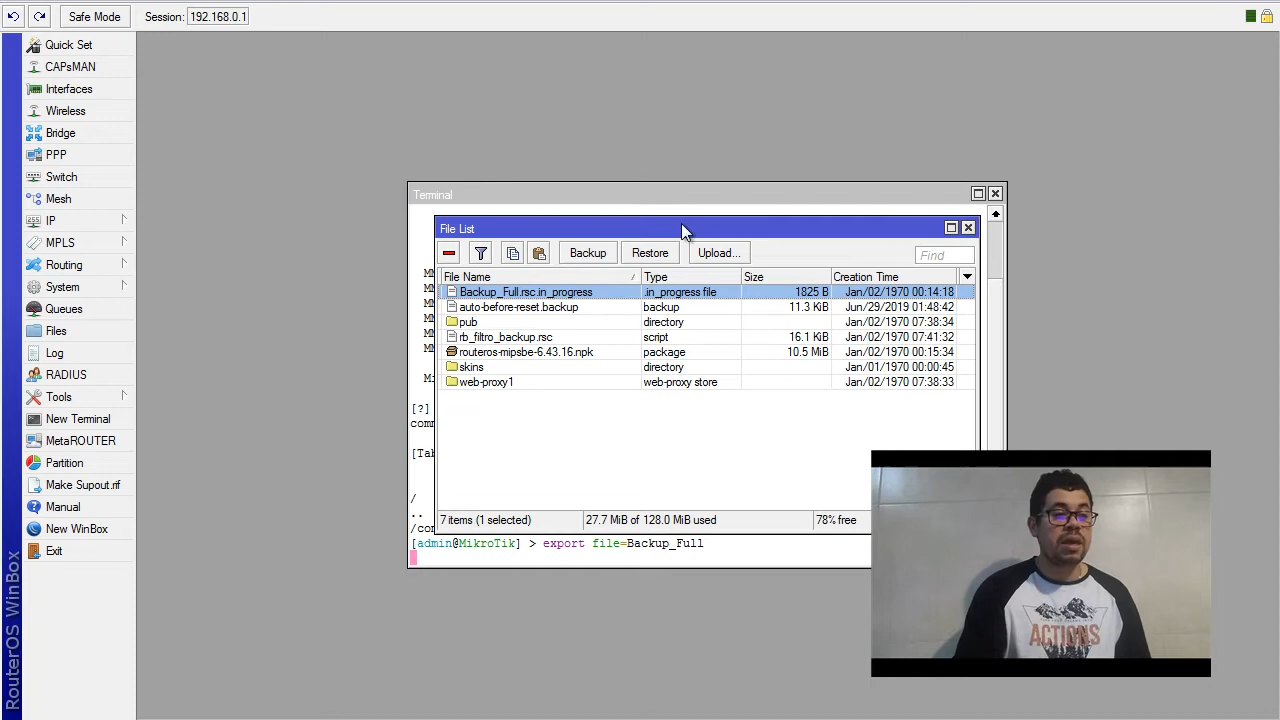 Safe Mode Session: 192.168.0.1
Quick Set
CAPsMAN
Interfaces
Wireless
Bridge
PPP
Switch
Mesh
IP
MPLS
Routing
System
Queues
Files
Log
RADIUS
Tools
New Terminal
MetaROUTER
Partition
Make Supout.rif
Manual
New WinBox
Exit
RouterOS WinBox
Terminal
File List
Backup Restore Upload... Find
File Name Type Size Creation Time
Backup_Full.rsc.in_progress .in_progress file 1825 B Jan/02/1970 00:14:18
auto-before-reset.backup backup 11.3 KiB Jun/29/2019 01:48:42
pub directory Jan/02/1970 07:38:34
rb_filtro_backup.rsc script 16.1 KiB Jan/02/1970 07:41:32
routeros-mipsbe-6.43.16.npk package 10.5 MiB Jan/02/1970 00:15:34
skins directory Jan/01/1970 00:00:45
web-proxy1 web-proxy store Jan/02/1970 07:38:33
7 items (1 selected) 27.7 MiB of 128.0 MiB used 78% free
[?]
[Tab
/
..
[admin@MikroTik] > export file=Backup_Full
ACTIONS